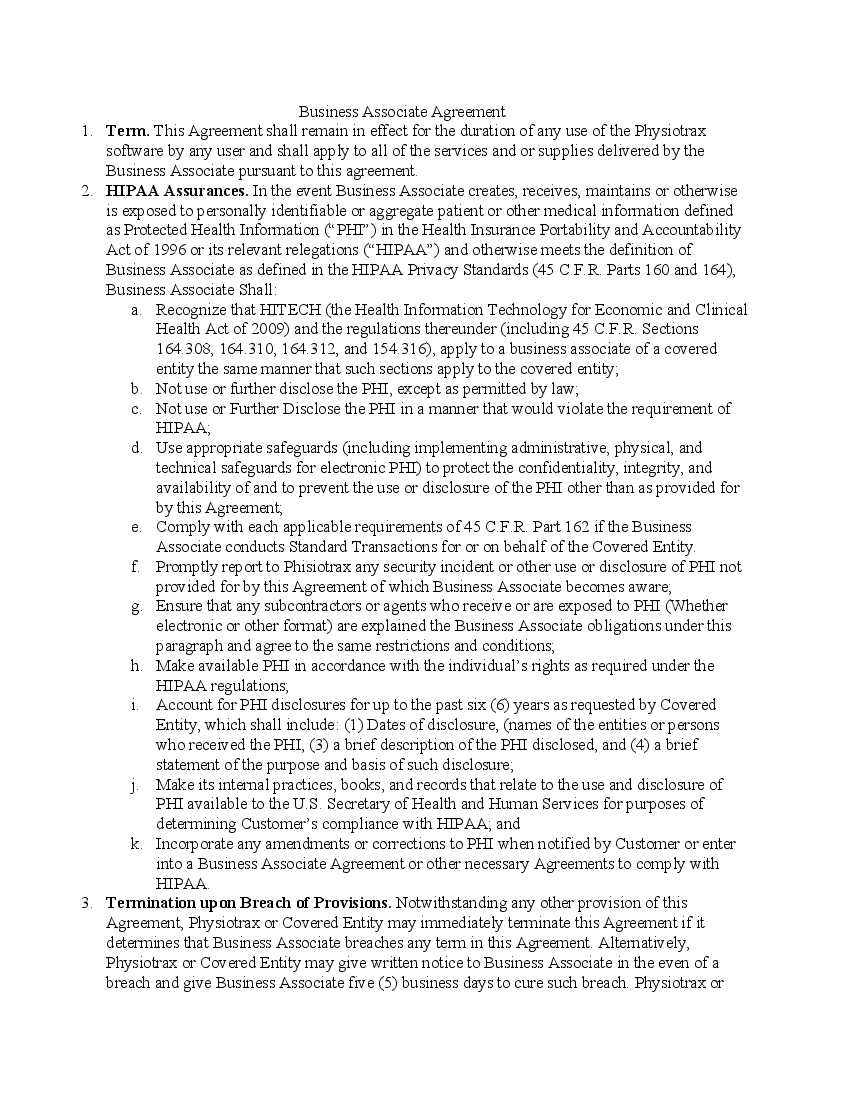 Business Associate Agreement
1. Term. This Agreement shall remain in effect for the duration of any use of the Physiotrax
software by any user and shall apply to all of the services and or supplies delivered by the
Business Associate pursuant to this agreement.
2. HIPAA Assurances. In the event Business Associate creates, receives, maintains or otherwise
is exposed to personally identifiable or aggregate patient or other medical information defined
as Protected Health Information (“PHI”) in the Health Insurance Portability and Accountability
Act of 1996 or its relevant relegations (“HIPAA”) and otherwise meets the definition of
Business Associate as defined in the HIPAA Privacy Standards (45 C.F.R. Parts 160 and 164),
Business Associate Shall:
a. Recognize that HITECH (the Health Information Technology for Economic and Clinical
Health Act of 2009) and the regulations thereunder (including 45 C.F.R. Sections
164.308, 164.310, 164.312, and 154.316), apply to a business associate of a covered
entity the same manner that such sections apply to the covered entity;
b. Not use or further disclose the PHI, except as permitted by law;
c. Not use or Further Disclose the PHI in a manner that would violate the requirement of
HIPAA;
d. Use appropriate safeguards (including implementing administrative, physical, and
technical safeguards for electronic PHI) to protect the confidentiality, integrity, and
availability of and to prevent the use or disclosure of the PHI other than as provided for
by this Agreement;
e. Comply with each applicable requirements of 45 C.F.R. Part 162 if the Business
Associate conducts Standard Transactions for or on behalf of the Covered Entity.
f. Promptly report to Phisiotrax any security incident or other use or disclosure of PHI not
provided for by this Agreement of which Business Associate becomes aware;
g. Ensure that any subcontractors or agents who receive or are exposed to PHI (Whether
electronic or other format) are explained the Business Associate obligations under this
paragraph and agree to the same restrictions and conditions;
h. Make available PHI in accordance with the individual’s rights as required under the
HIPAA regulations;
i. Account for PHI disclosures for up to the past six (6) years as requested by Covered
Entity, which shall include: (1) Dates of disclosure, (names of the entities or persons
who received the PHI, (3) a brief description of the PHI disclosed, and (4) a brief
statement of the purpose and basis of such disclosure;
j. Make its internal practices, books, and records that relate to the use and disclosure of
PHI available to the U.S. Secretary of Health and Human Services for purposes of
determining Customer’s compliance with HIPAA; and
k. Incorporate any amendments or corrections to PHI when notified by Customer or enter
into a Business Associate Agreement or other necessary Agreements to comply with
HIPAA.
3. Termination upon Breach of Provisions. Notwithstanding any other provision of this
Agreement, Physiotrax or Covered Entity may immediately terminate this Agreement if it
determines that Business Associate breaches any term in this Agreement. Alternatively,
Physiotrax or Covered Entity may give written notice to Business Associate in the even of a
breach and give Business Associate five (5) business days to cure such breach. Physiotrax or